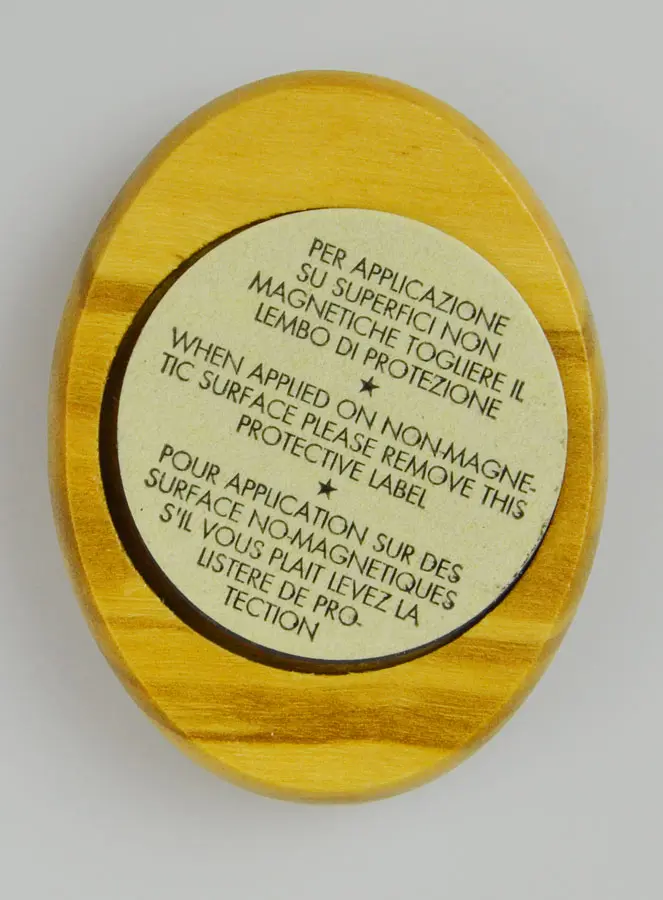 PER APPLICAZIONE
SU SUPERFICI NON
MAGNETICHE TOGLIERE IL
LEMBO DI PROTEZIONE
★
WHEN APPLIED ON NON-MAGNE-
TIC SURFACE PLEASE REMOVE THIS
PROTECTIVE LABEL
★
POUR APPLICATION SUR DES
SURFACE NO-MAGNETIQUES
S'IL VOUS PLAIT LEVEZ LA
LISTERE DE PRO-
TECTION